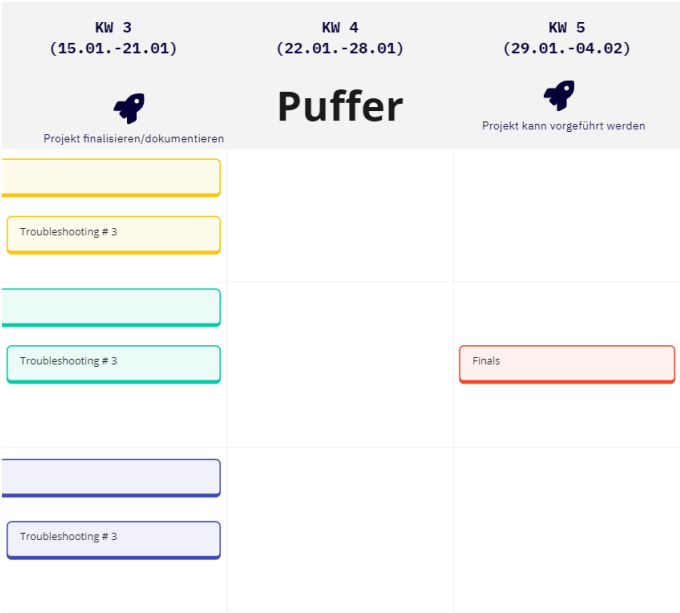 KW 3
(15.01.-21.01)
Projekt finalisieren/dokumentieren
KW 4
(22.01.-28.01)
Puffer
KW 5
(29.01.-04.02)
Projekt kann vorgeführt werden
Troubleshooting # 3
Troubleshooting # 3
Finals
Troubleshooting # 3